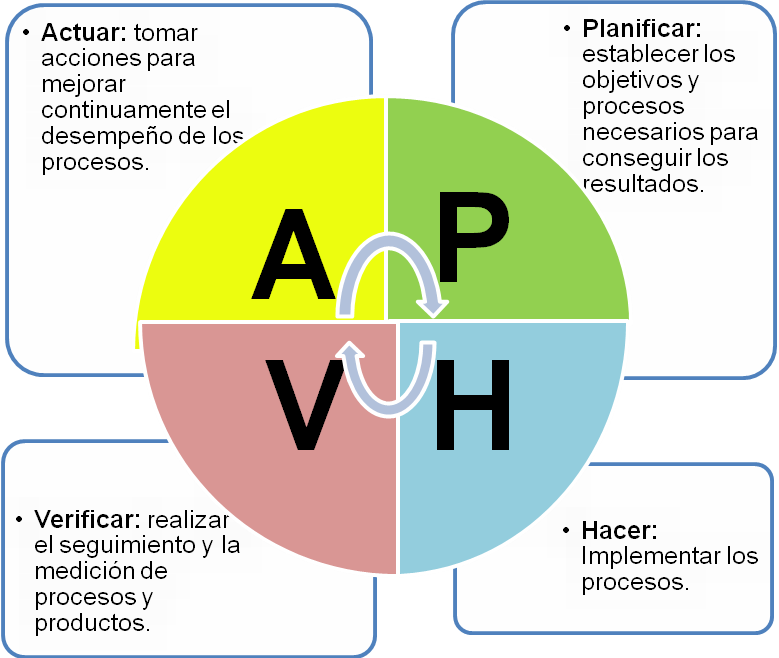 • Actuar: tomar
acciones para
mejorar
continuamente el
desempeño de los
procesos.
• Planificar:
establecer los
objetivos y
procesos
necesarios para
conseguir los
resultados.
A
P
V
H
• Verificar: realizar
el seguimiento y la
medición de
procesos y
productos.
• Hacer:
Implementar los
procesos.